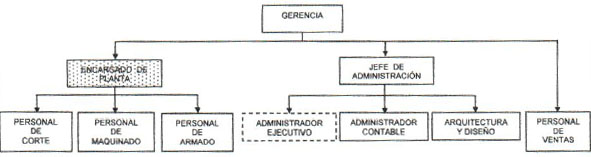 GERENCIA
ENCARGADO DE
PLANTA
JEFE DE
ADMINISTRACIÓN
PERSONAL
DE
CORTE
PERSONAL
DE
MAQUINADO
PERSONAL
DE
ARMADO
ADMINISTRADOR
EJECUTIVO
ADMINISTRADOR
CONTABLE
ARQUITECTURA
Y DISEÑO
PERSONAL
DE
VENTAS